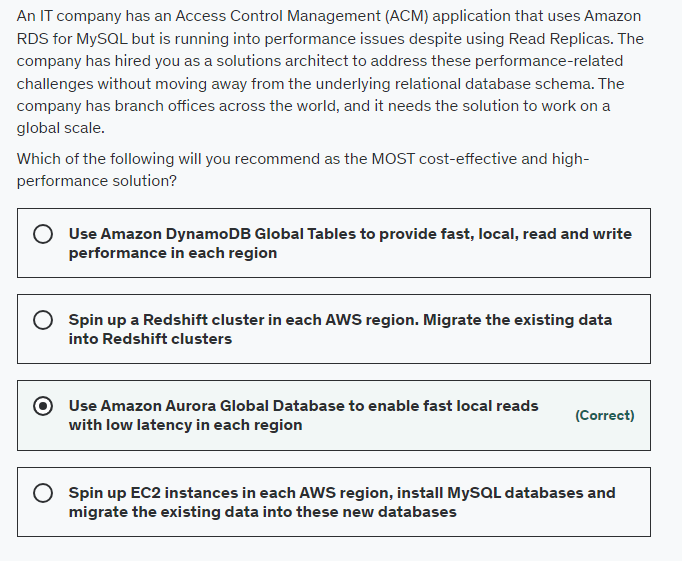 An IT company has an Access Control Management (ACM) application that uses Amazon
RDS for MySQL but is running into performance issues despite using Read Replicas. The
company has hired you as a solutions architect to address these performance-related
challenges without moving away from the underlying relational database schema. The
company has branch offices across the world, and it needs the solution to work on a
global scale.
Which of the following will you recommend as the MOST cost-effective and high-
performance solution?
Use Amazon DynamoDB Global Tables to provide fast, local, read and write
performance in each region
Spin up a Redshift cluster in each AWS region. Migrate the existing data
into Redshift clusters
Use Amazon Aurora Global Database to enable fast local reads
with low latency in each region
(Correct)
Spin up EC2 instances in each AWS region, install MySQL databases and
migrate the existing data into these new databases